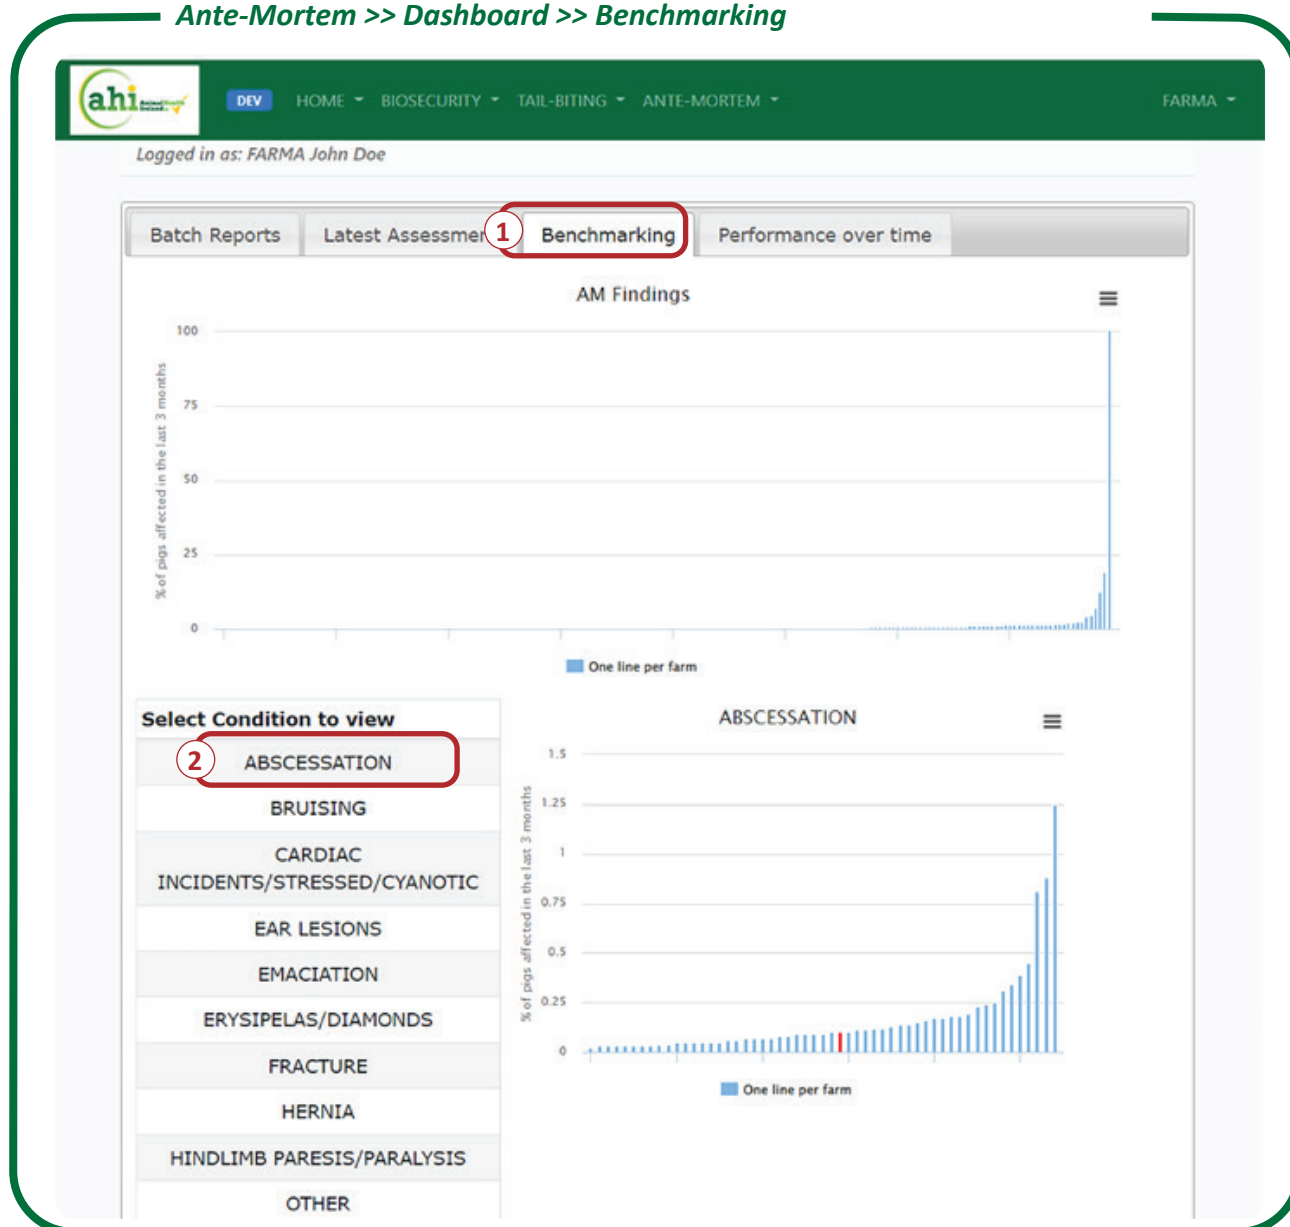 Ante-Mortem >> Dashboard >> Benchmarking
ahi Animal Health Ireland
DEV HOME BIOSECURITY TAIL-BITING ANTE-MORTEM FARMA
Logged in as: FARMA John Doe
Batch Reports Latest Assessmen 1 Benchmarking Performance over time
AM Findings
% of pigs affected in the last 3 months
100
75
50
25
0
One line per farm
Select Condition to view
2 ABSCESSATION
BRUISING
CARDIAC
INCIDENTS/STRESSED/CYANOTIC
EAR LESIONS
EMACIATION
ERYSIPELAS/DIAMONDS
FRACTURE
HERNIA
HINDLIMB PARESIS/PARALYSIS
OTHER
ABSCESSATION
% of pigs affected in the last 3 months
1.5
1.25
1
0.75
0.5
0.25
0
One line per farm